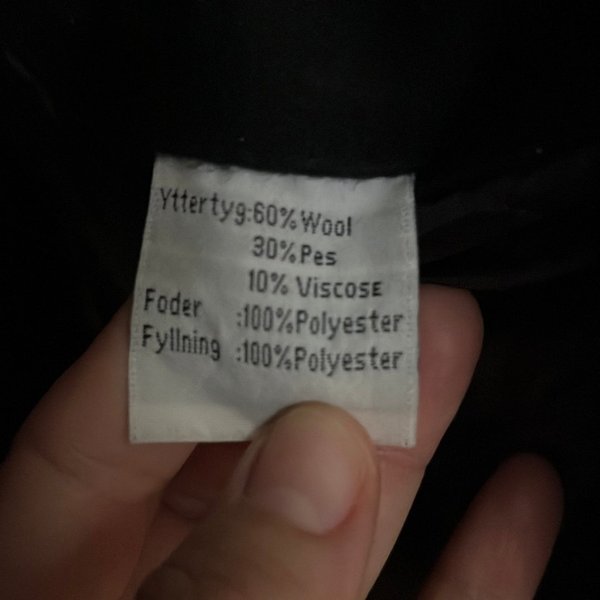 Yttertyg:60% Wool
30% Pes
10% Viscose
Foder :100%Polyester
Fyllning :100%Polyester